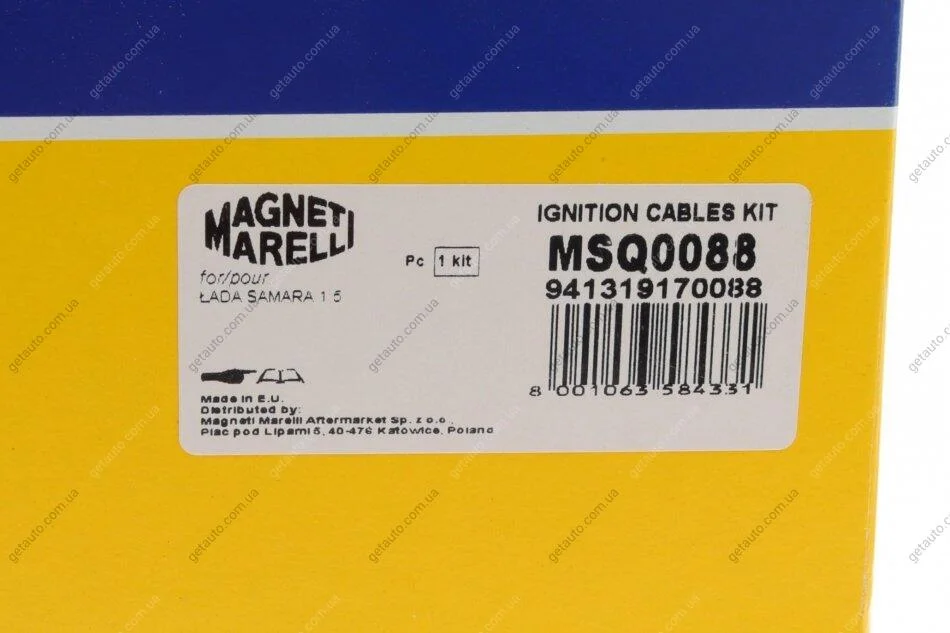 MAGNETI
MARELLI
for/pour
ŁADA SAMARA 1 5
Pc 1 kit
IGNITION CABLES KIT
MSQ0088
941319170088
8 001063 584331
Made in E.U.
Distributed by:
Magneti Marelli Aftermarket Sp. z o.o.,
Plac pod Lipami 5, 40-476 Katowice, Poland
getauto.com.ua